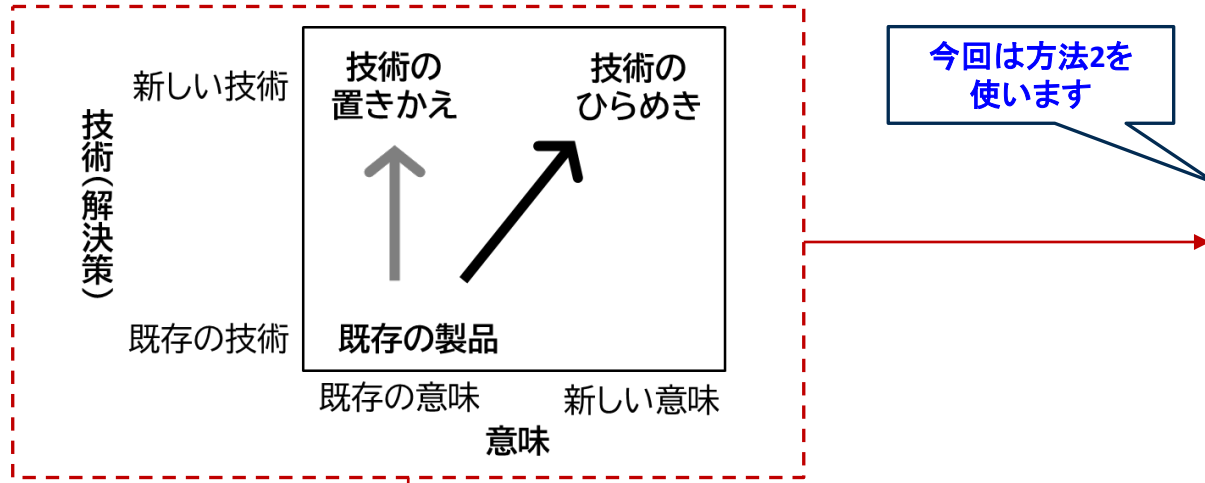 技術(解決策)
新しい技術
既存の技術
技術の
置きかえ
技術の
ひらめき
既存の製品
既存の意味
新しい意味
意味
今回は方法2を
使います